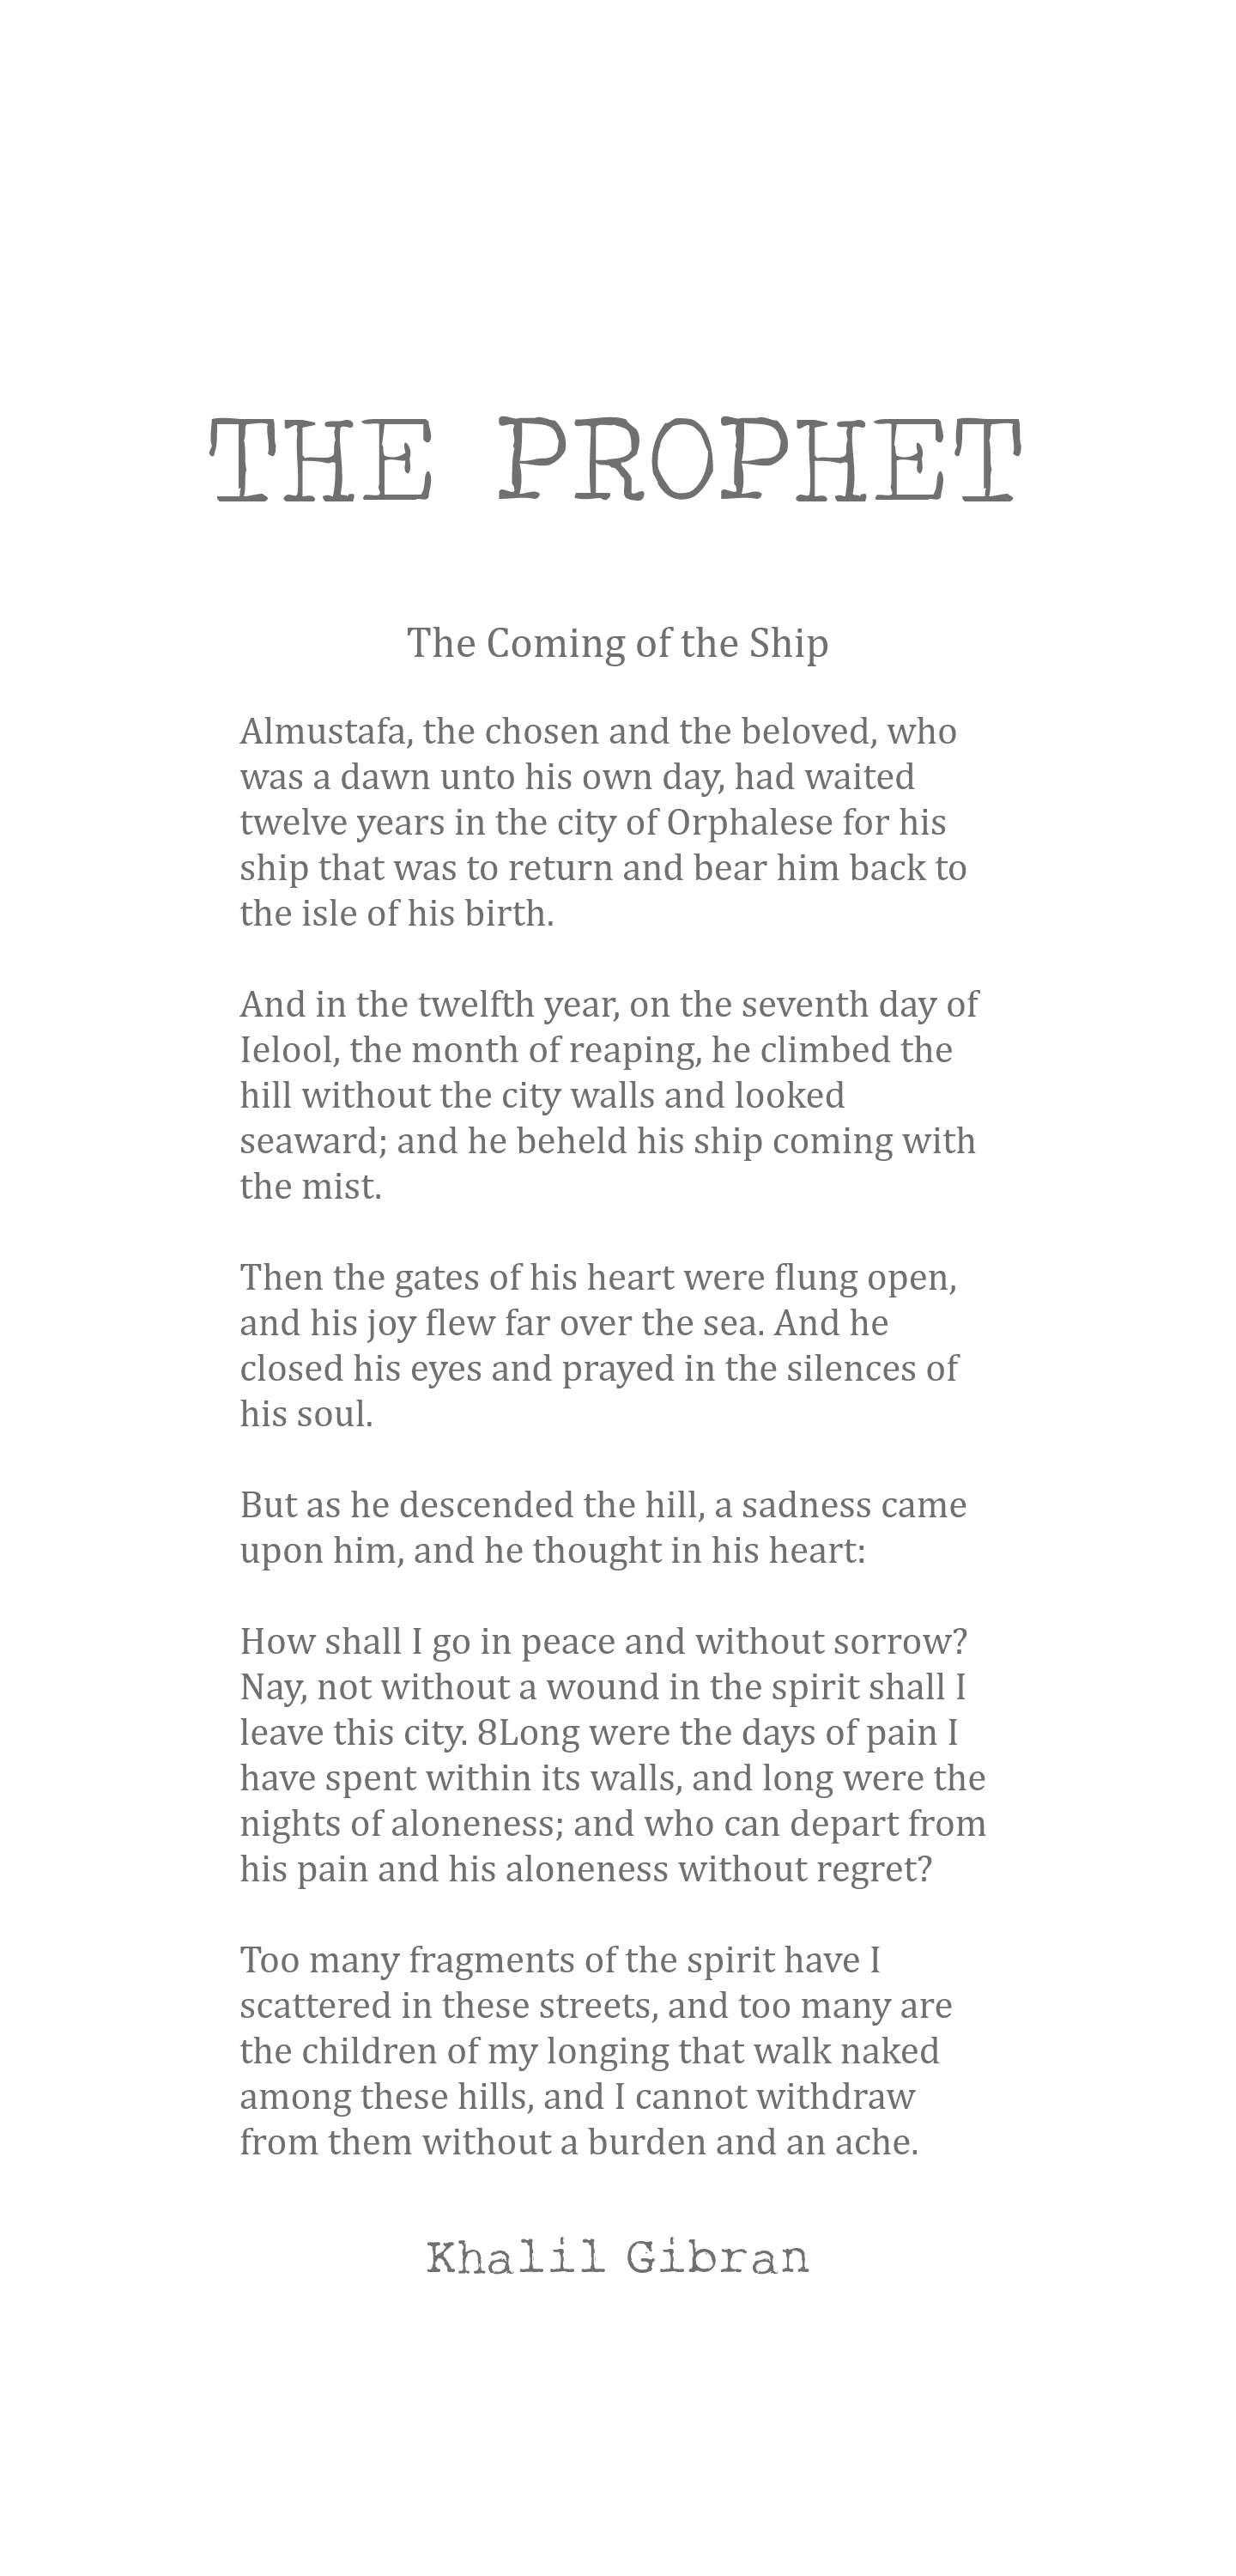 THE PROPHET
The Coming of the Ship
Almustafa, the chosen and the beloved, who
was a dawn unto his own day, had waited
twelve years in the city of Orphalese for his
ship that was to return and bear him back to
the isle of his birth.
And in the twelfth year, on the seventh day of
Ielool, the month of reaping, he climbed the
hill without the city walls and looked
seaward; and he beheld his ship coming with
the mist.
Then the gates of his heart were flung open,
and his joy flew far over the sea. And he
closed his eyes and prayed in the silences of
his soul.
But as he descended the hill, a sadness came
upon him, and he thought in his heart:
How shall I go in peace and without sorrow?
Nay, not without a wound in the spirit shall I
leave this city. 8Long were the days of pain I
have spent within its walls, and long were the
nights of aloneness; and who can depart from
his pain and his aloneness without regret?
Too many fragments of the spirit have I
scattered in these streets, and too many are
the children of my longing that walk naked
among these hills, and I cannot withdraw
from them without a burden and an ache.
Khalil Gibran